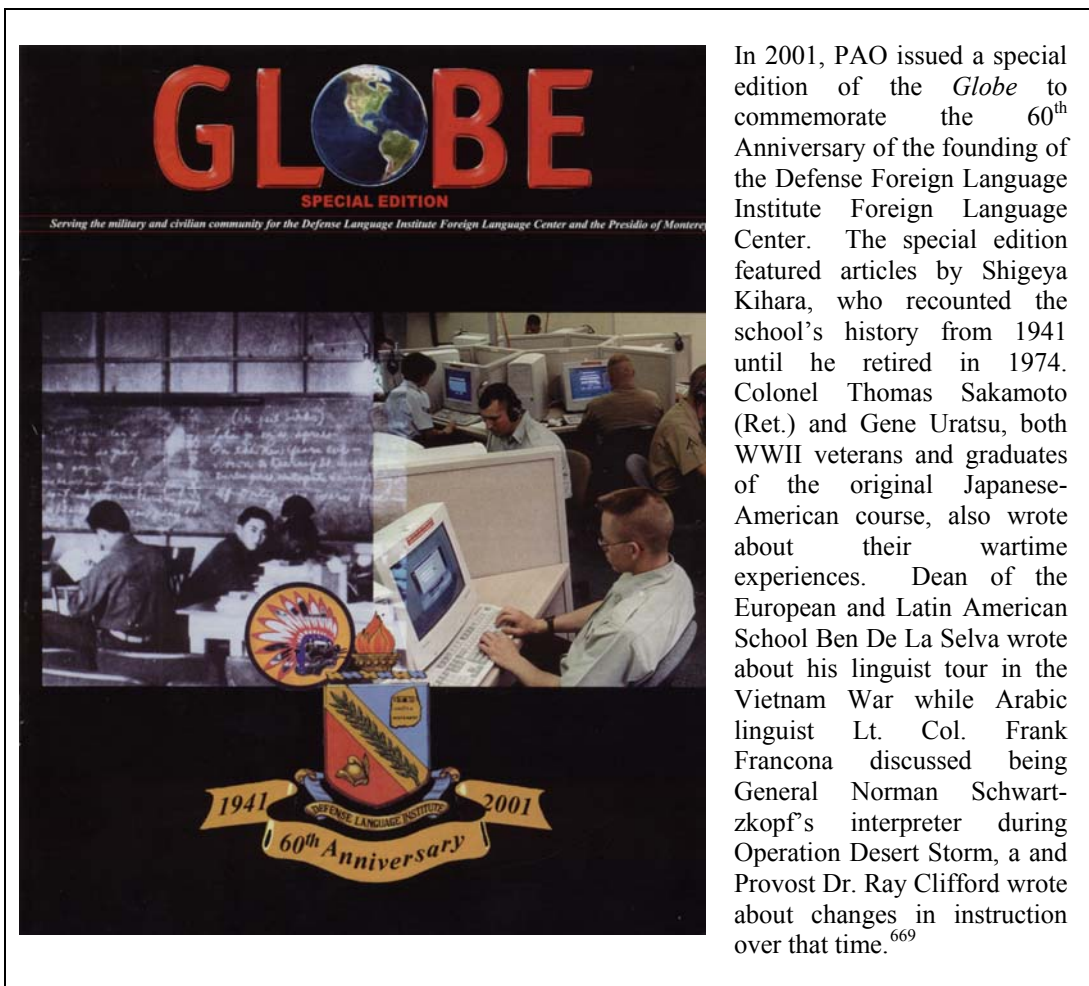 GLOBE
SPECIAL EDITION
Serving the military and civilian community for the Defense Language Institute Foreign Language Center and the Presidio of Monterey
1941
2001
DEFENSE LANGUAGE INSTITUTE
60th Anniversary
In 2001, PAO issued a special
edition of the Globe to
commemorate the 60th
Anniversary of the founding of
the Defense Foreign Language
Institute Foreign Language
Center. The special edition
featured articles by Shigeya
Kihara, who recounted the
school's history from 1941
until he retired in 1974.
Colonel Thomas Sakamoto
(Ret.) and Gene Uratsu, both
WWII veterans and graduates
of the original Japanese-
American course, also wrote
about their wartime
experiences. Dean of the
European and Latin American
School Ben De La Selva wrote
about his linguist tour in the
Vietnam War while Arabic
linguist Lt. Col. Frank
Francona discussed being
General Norman Schwart-
zkopf's interpreter during
Operation Desert Storm, a and
Provost Dr. Ray Clifford wrote
about changes in instruction
over that time.669